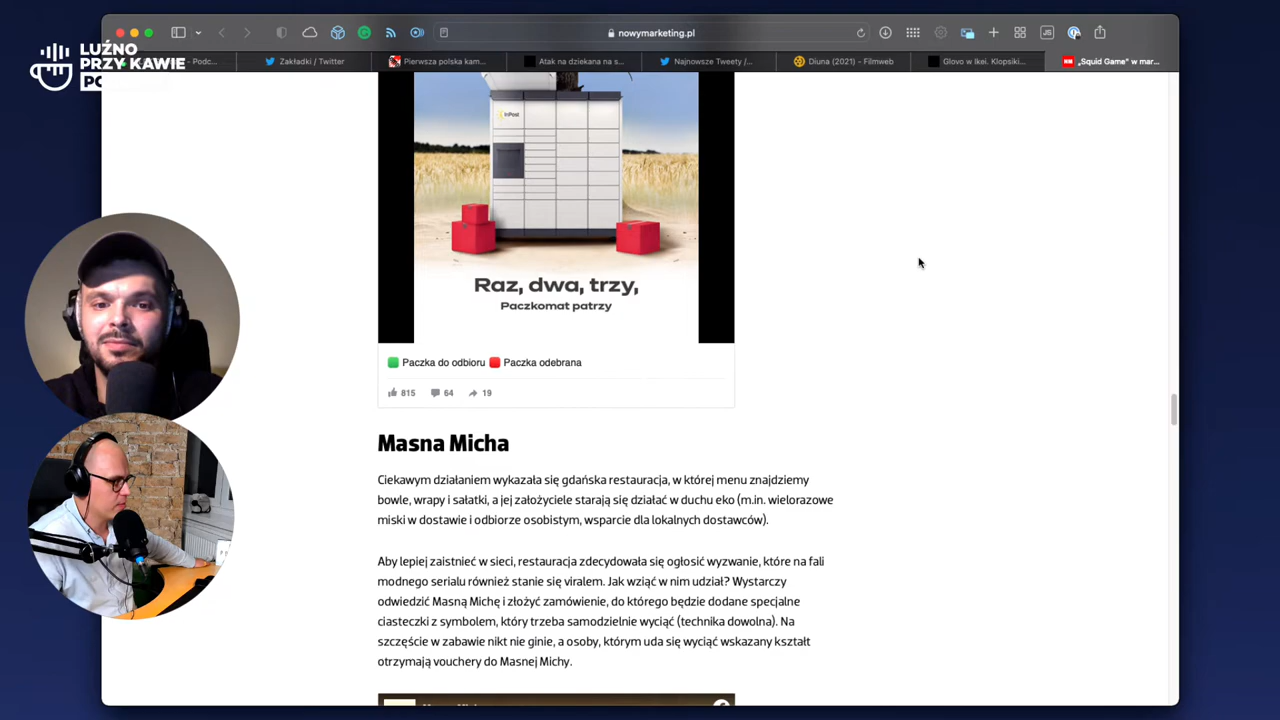 LUŹNO
PRZY KAWIE
nowymarketing.pl
Zakładki / Twitter
Pierwsza polska kam...
Atak na dziekana na s...
Najnowsze Tweety /...
Diuna (2021) – Filmweb
Glovo w Ikei. Klopsiki...
„Squid Game" w mar...
InPost
Raz, dwa, trzy,
Paczkomat patrzy
Paczka do odbioru Paczka odebrana
815 64 19
Masna Micha
Ciekawym działaniem wykazała się gdańska restauracja, w której menu znajdziemy
bowle, wrapy i sałatki, a jej założyciele starają się działać w duchu eko (m.in. wielorazowe
miski w dostawie i odbiorze osobistym, wsparcie dla lokalnych dostawców).
Aby lepiej zaistnieć w sieci, restauracja zdecydowała się ogłosić wyzwanie, które na fali
modnego serialu również stanie się viralem. Jak wziąć w nim udział? Wystarczy
odwiedzić Masną Michę i złożyć zamówienie, do którego będzie dodane specjalne
ciasteczki z symbolem, który trzeba samodzielnie wyciąć (technika dowolna). Na
szczęście w zabawie nikt nie ginie, a osoby, którym uda się wyciąć wskazany kształt
otrzymają vouchery do Masnej Michy.